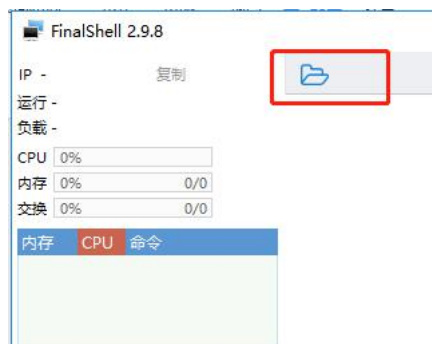 FinalShell 2.9.8
IP - 复制
运行 -
负载 -
CPU 0%
内存 0% 0/0
交换 0% 0/0
内存 CPU 命令